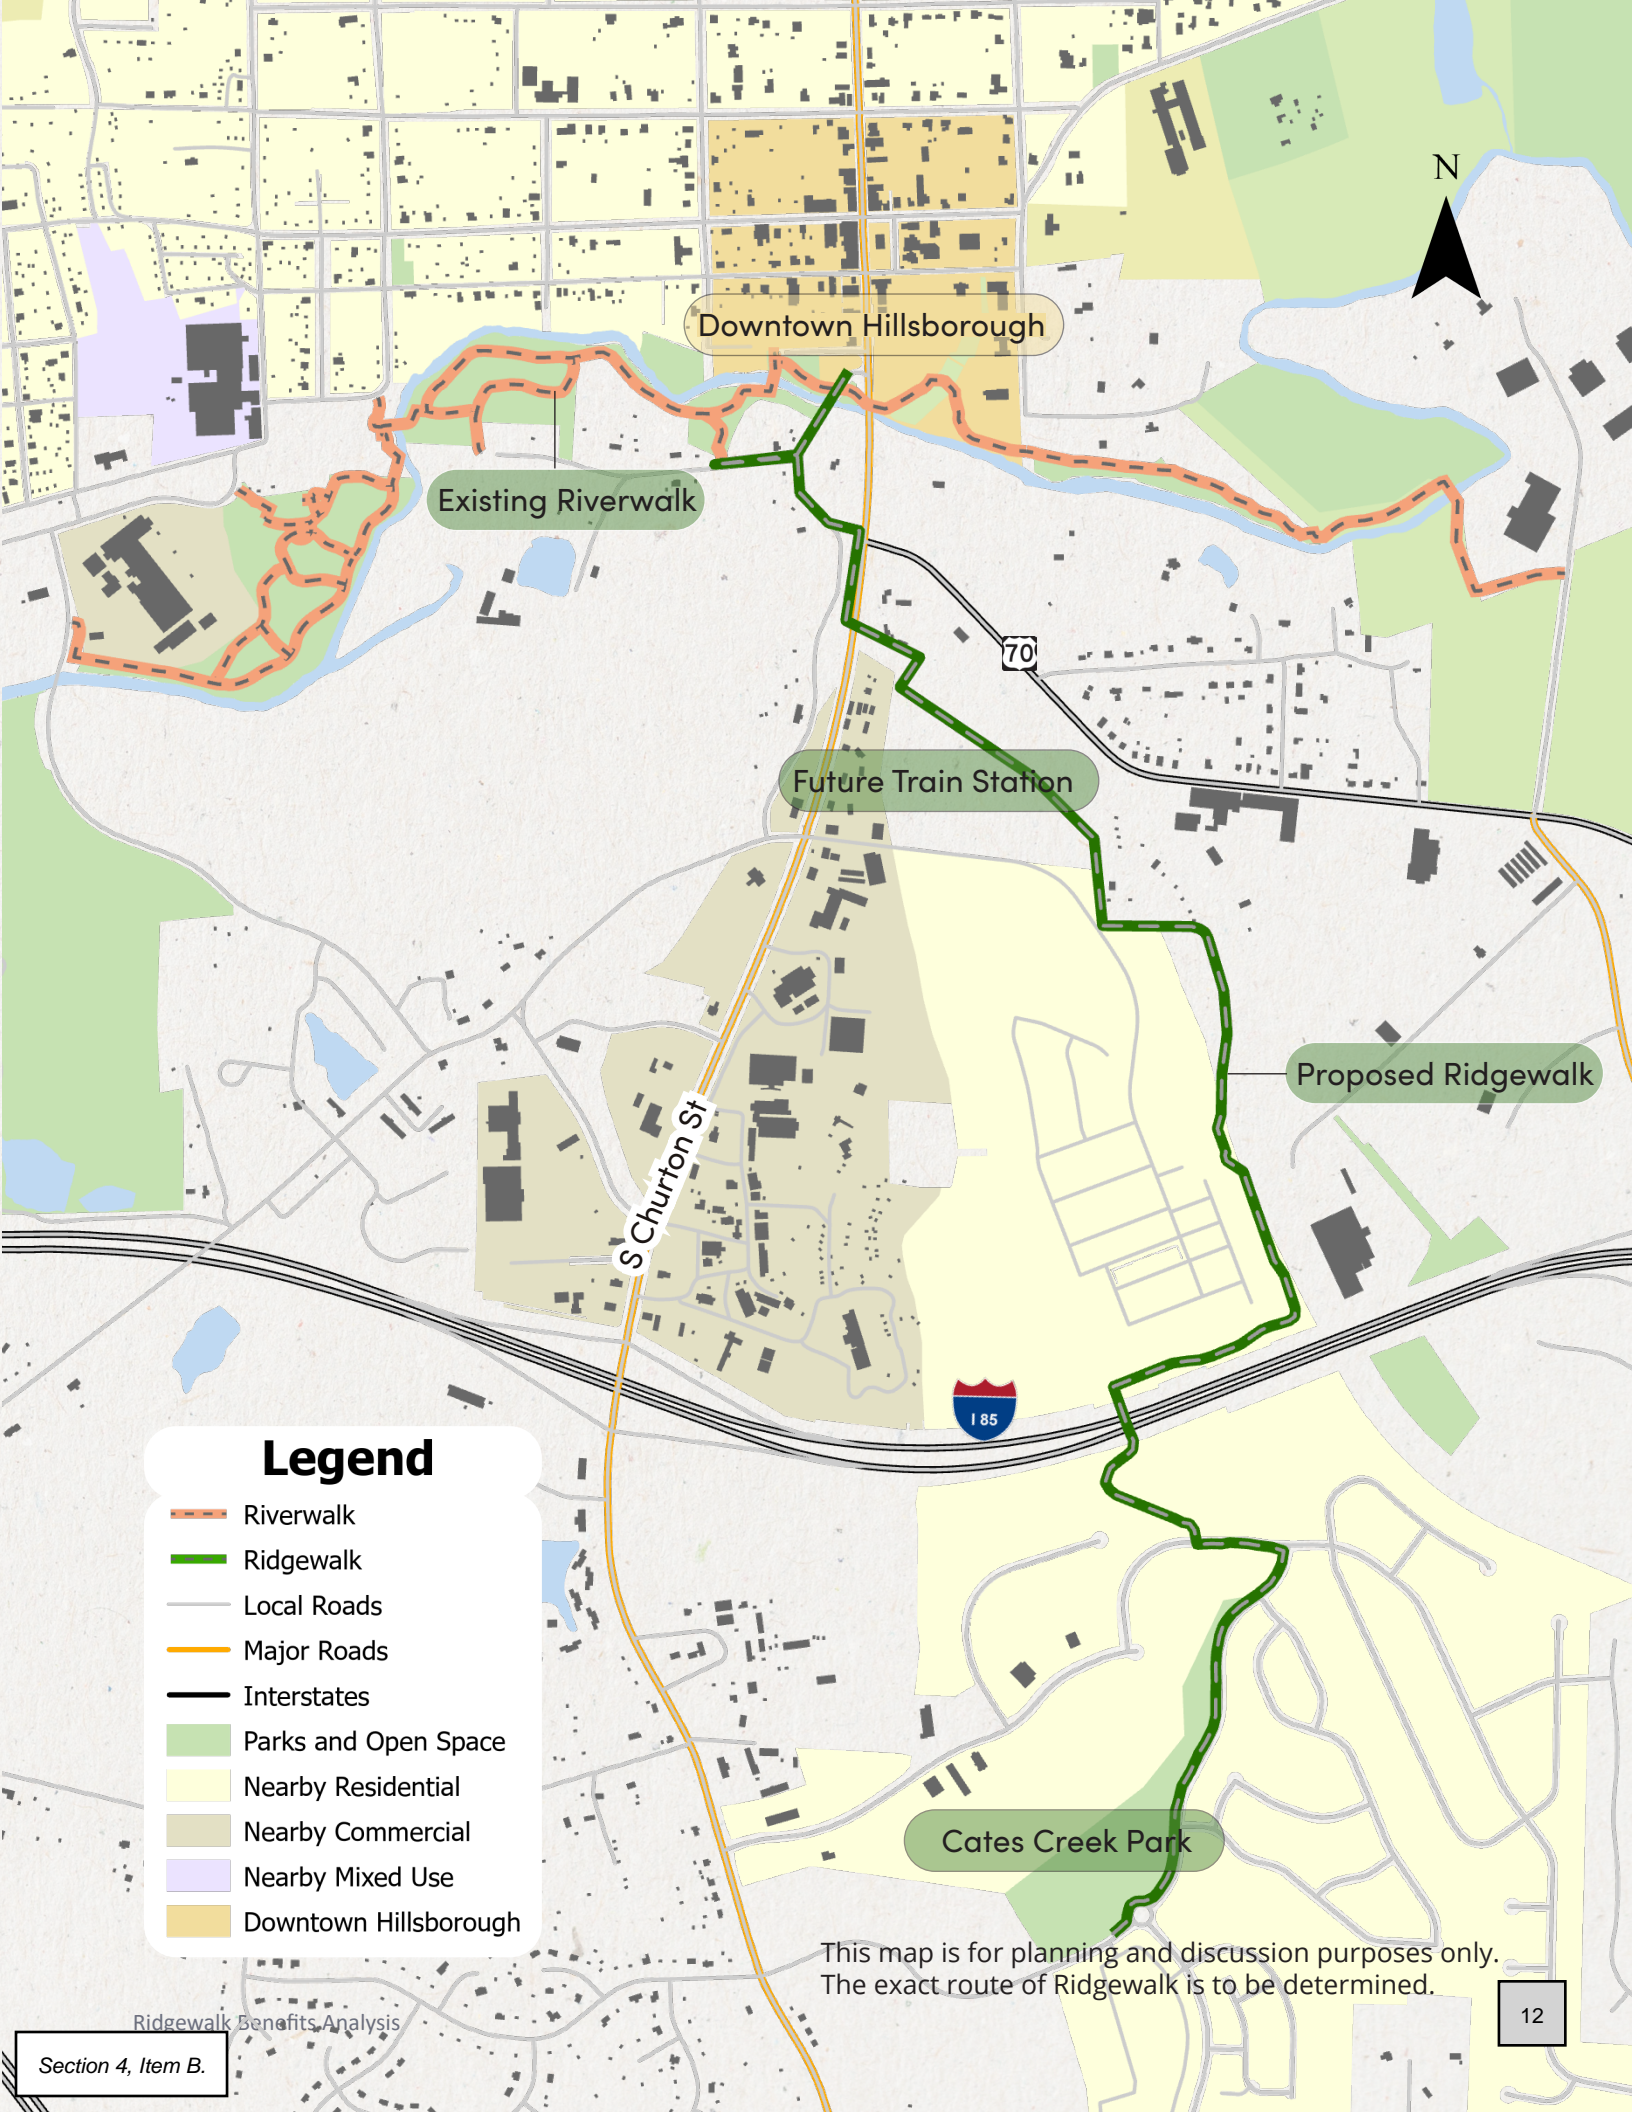 N
Downtown Hillsborough
Existing Riverwalk
70
Future Train Station
Proposed Ridgewalk
S Churton St
I 85
Legend
Riverwalk
Ridgewalk
Local Roads
Major Roads
Interstates
Parks and Open Space
Nearby Residential
Nearby Commercial
Nearby Mixed Use
Downtown Hillsborough
Cates Creek Park
This map is for planning and discussion purposes only.
The exact route of Ridgewalk is to be determined.
Ridgewalk Benefits Analysis
12
Section 4, Item B.